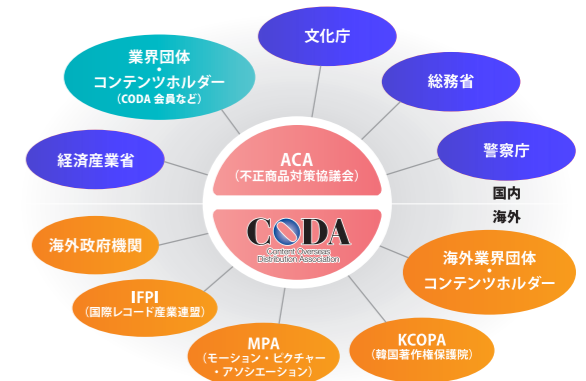 文化庁
業界団体
・
コンテンツホルダー
（CODA 会員など）
総務省
経済産業省
ACA
（不正商品対策協議会）
警察庁
国内
海外
CODA
Content Overseas
Distribution Association
海外政府機関
海外業界団体
・
コンテンツホルダー
IFPI
（国際レコード産業連盟）
MPA
（モーション・ピクチャー
・アソシエーション）
KCOPA
（韓国著作権保護院）